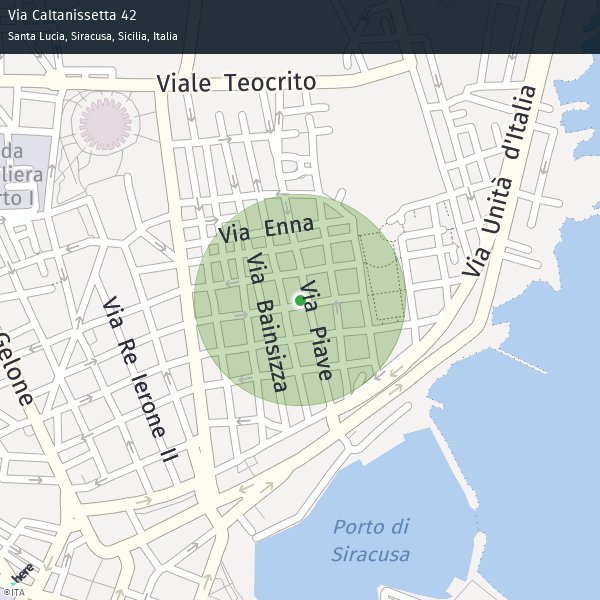 Via Caltanissetta 42
Santa Lucia, Siracusa, Sicilia, Italia
Viale Teocrito
da
liera
rto I
Via Unità d'Italia
Via Enna
Via Bainsizza
Via Piave
Via Re Ierone II
Gelone
Porto di
Siracusa
here
©ITA